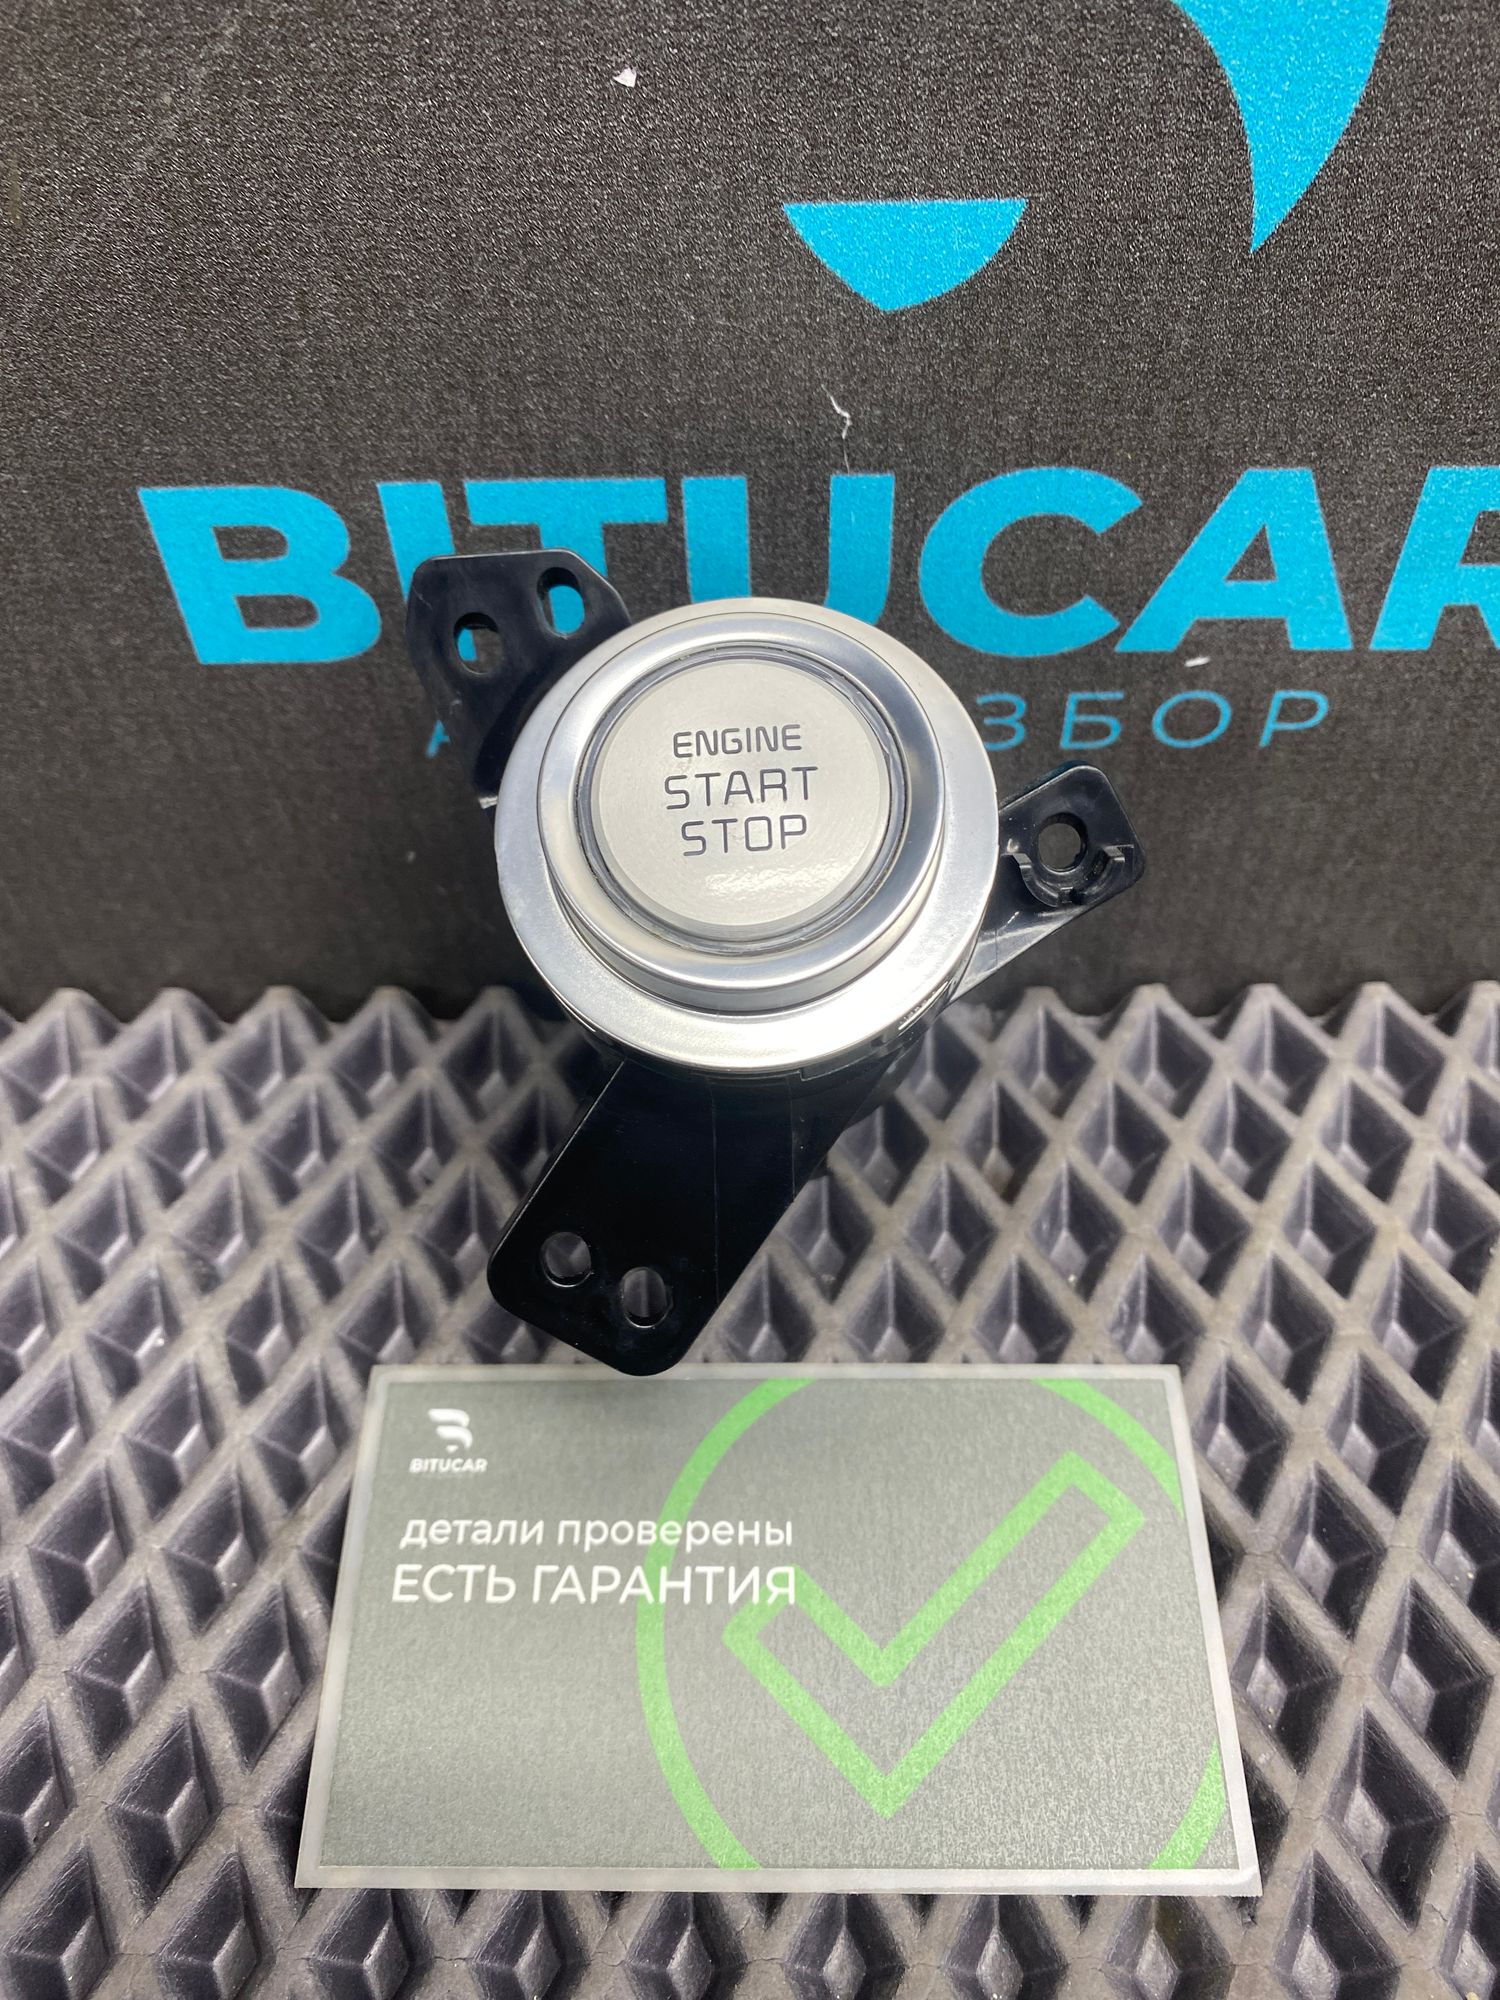 BITUCAR
ЗБОР
ENGINE
START
STOP
BITUCAR
детали проверены
ЕСТЬ ГАРАНТИЯ